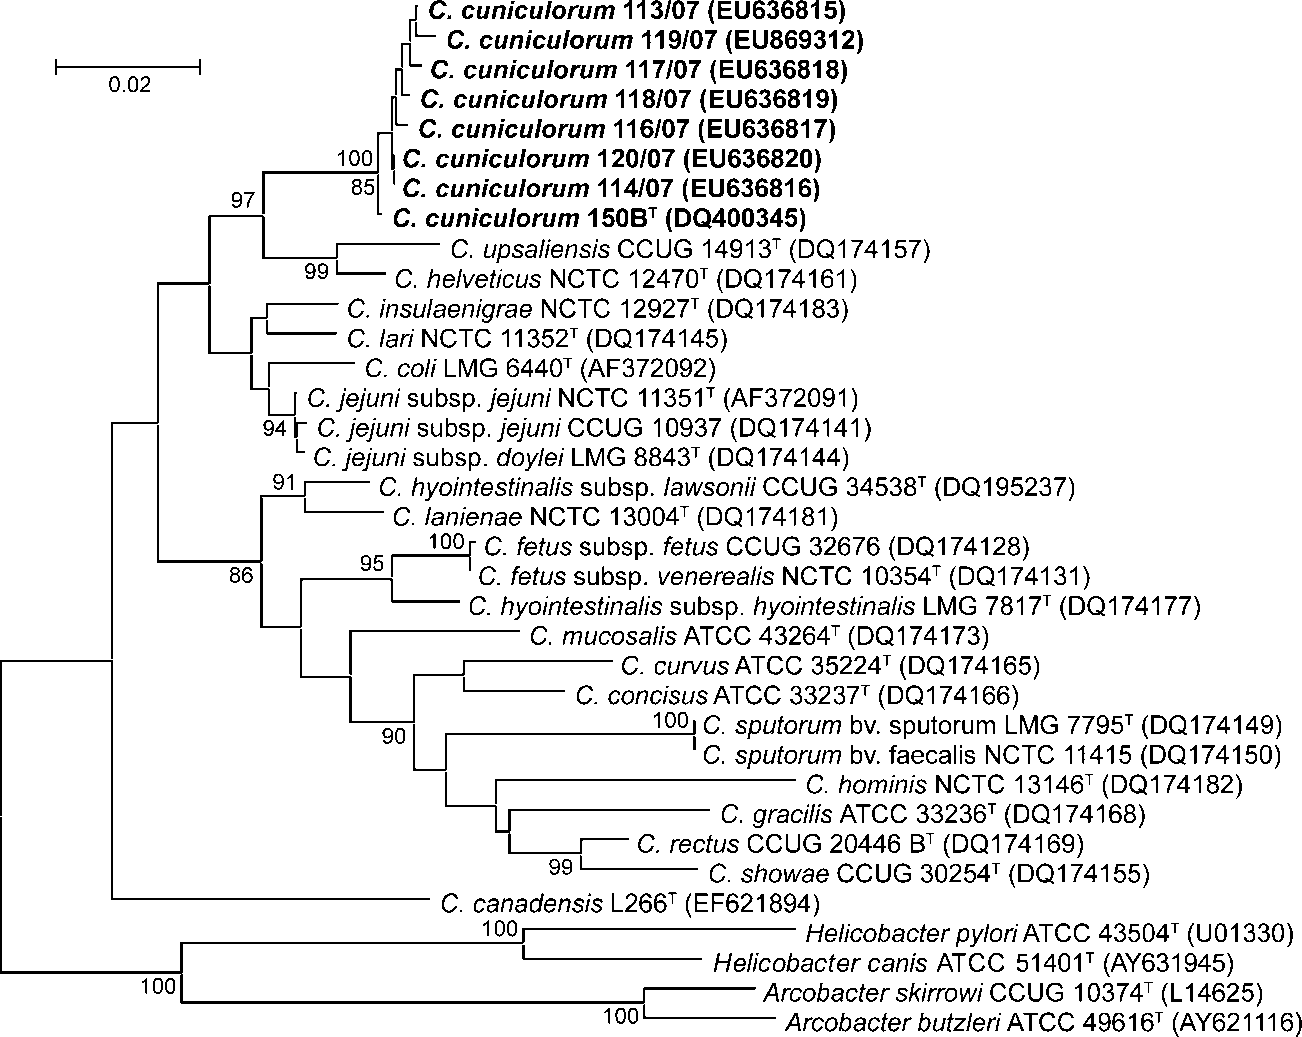 C. cuniculorum 113/07 (EU636815)
C. cuniculorum 119/07 (EU869312)
0.02
C. cuniculorum 117/07 (EU636818)
C. cuniculorum 118/07 (EU636819)
C. cuniculorum 116/07 (EU636817)
100
C. cuniculorum 120/07 (EU636820)
85
C. cuniculorum 114/07 (EU636816)
97
C. cuniculorum 150Bᵀ (DQ400345)
C. upsaliensis CCUG 14913ᵀ (DQ174157)
99
C. helveticus NCTC 12470ᵀ (DQ174161)
C. insulaenigrae NCTC 12927ᵀ (DQ174183)
C. lari NCTC 11352ᵀ (DQ174145)
C. coli LMG 6440ᵀ (AF372092)
C. jejuni subsp. jejuni NCTC 11351ᵀ (AF372091)
94
C. jejuni subsp. jejuni CCUG 10937 (DQ174141)
C. jejuni subsp. doylei LMG 8843ᵀ (DQ174144)
91
C. hyointestinalis subsp. lawsonii CCUG 34538ᵀ (DQ195237)
C. lanienae NCTC 13004ᵀ (DQ174181)
100
C. fetus subsp. fetus CCUG 32676 (DQ174128)
95
86
C. fetus subsp. venerealis NCTC 10354ᵀ (DQ174131)
C. hyointestinalis subsp. hyointestinalis LMG 7817ᵀ (DQ174177)
C. mucosalis ATCC 43264ᵀ (DQ174173)
C. curvus ATCC 35224ᵀ (DQ174165)
C. concisus ATCC 33237ᵀ (DQ174166)
100
C. sputorum bv. sputorum LMG 7795ᵀ (DQ174149)
90
C. sputorum bv. faecalis NCTC 11415 (DQ174150)
C. hominis NCTC 13146ᵀ (DQ174182)
C. gracilis ATCC 33236ᵀ (DQ174168)
C. rectus CCUG 20446 Bᵀ (DQ174169)
99
C. showae CCUG 30254ᵀ (DQ174155)
C. canadensis L266ᵀ (EF621894)
100
Helicobacter pylori ATCC 43504ᵀ (U01330)
Helicobacter canis ATCC 51401ᵀ (AY631945)
100
Arcobacter skirrowi CCUG 10374ᵀ (L14625)
100
Arcobacter butzleri ATCC 49616ᵀ (AY621116)